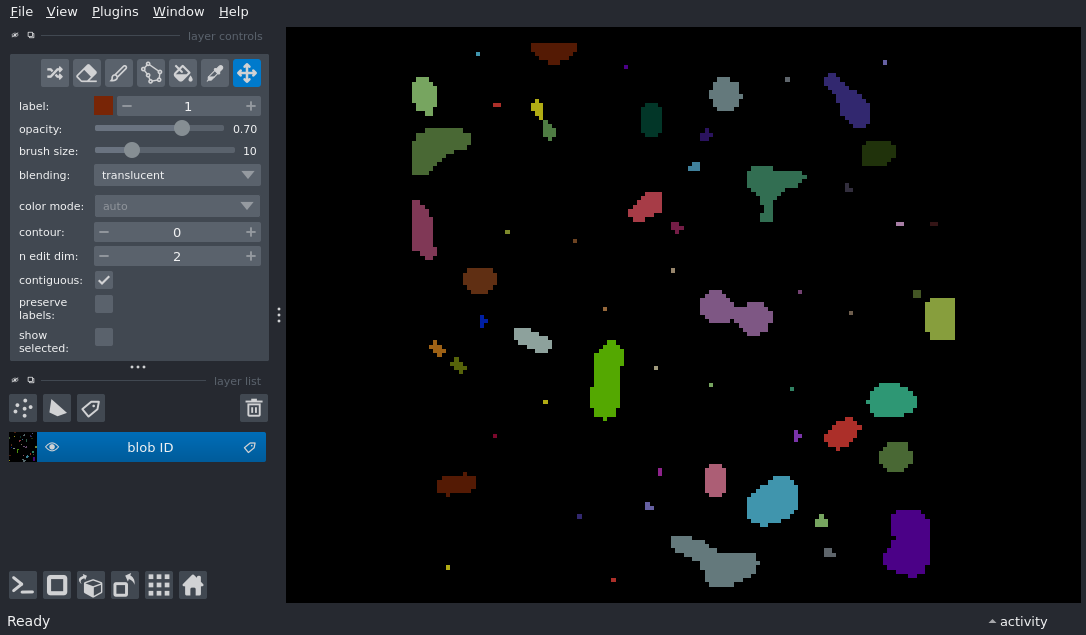 File View Plugins Window Help
layer controls
label: 1
opacity: 0.70
brush size: 10
blending: translucent
color mode: auto
contour: 0
n edit dim: 2
contiguous:
preserve
labels:
show
selected:
layer list
blob ID
Ready
activity